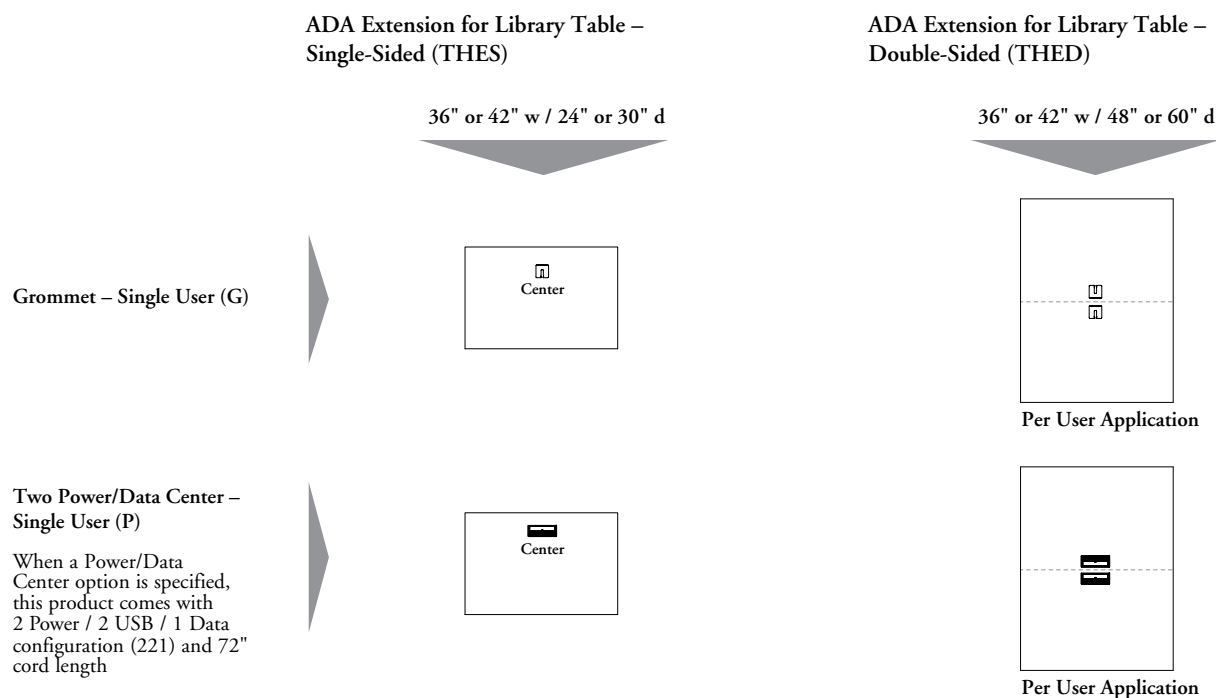 ADA Extension for Library Table –
Single-Sided (THES)
ADA Extension for Library Table –
Double-Sided (THED)
36" or 42" w / 24" or 30" d
36" or 42" w / 48" or 60" d
Grommet – Single User (G)
Center
Per User Application
Two Power/Data Center –
Single User (P)
When a Power/Data
Center option is specified,
this product comes with
2 Power / 2 USB / 1 Data
configuration (221) and 72"
cord length
Center
Per User Application